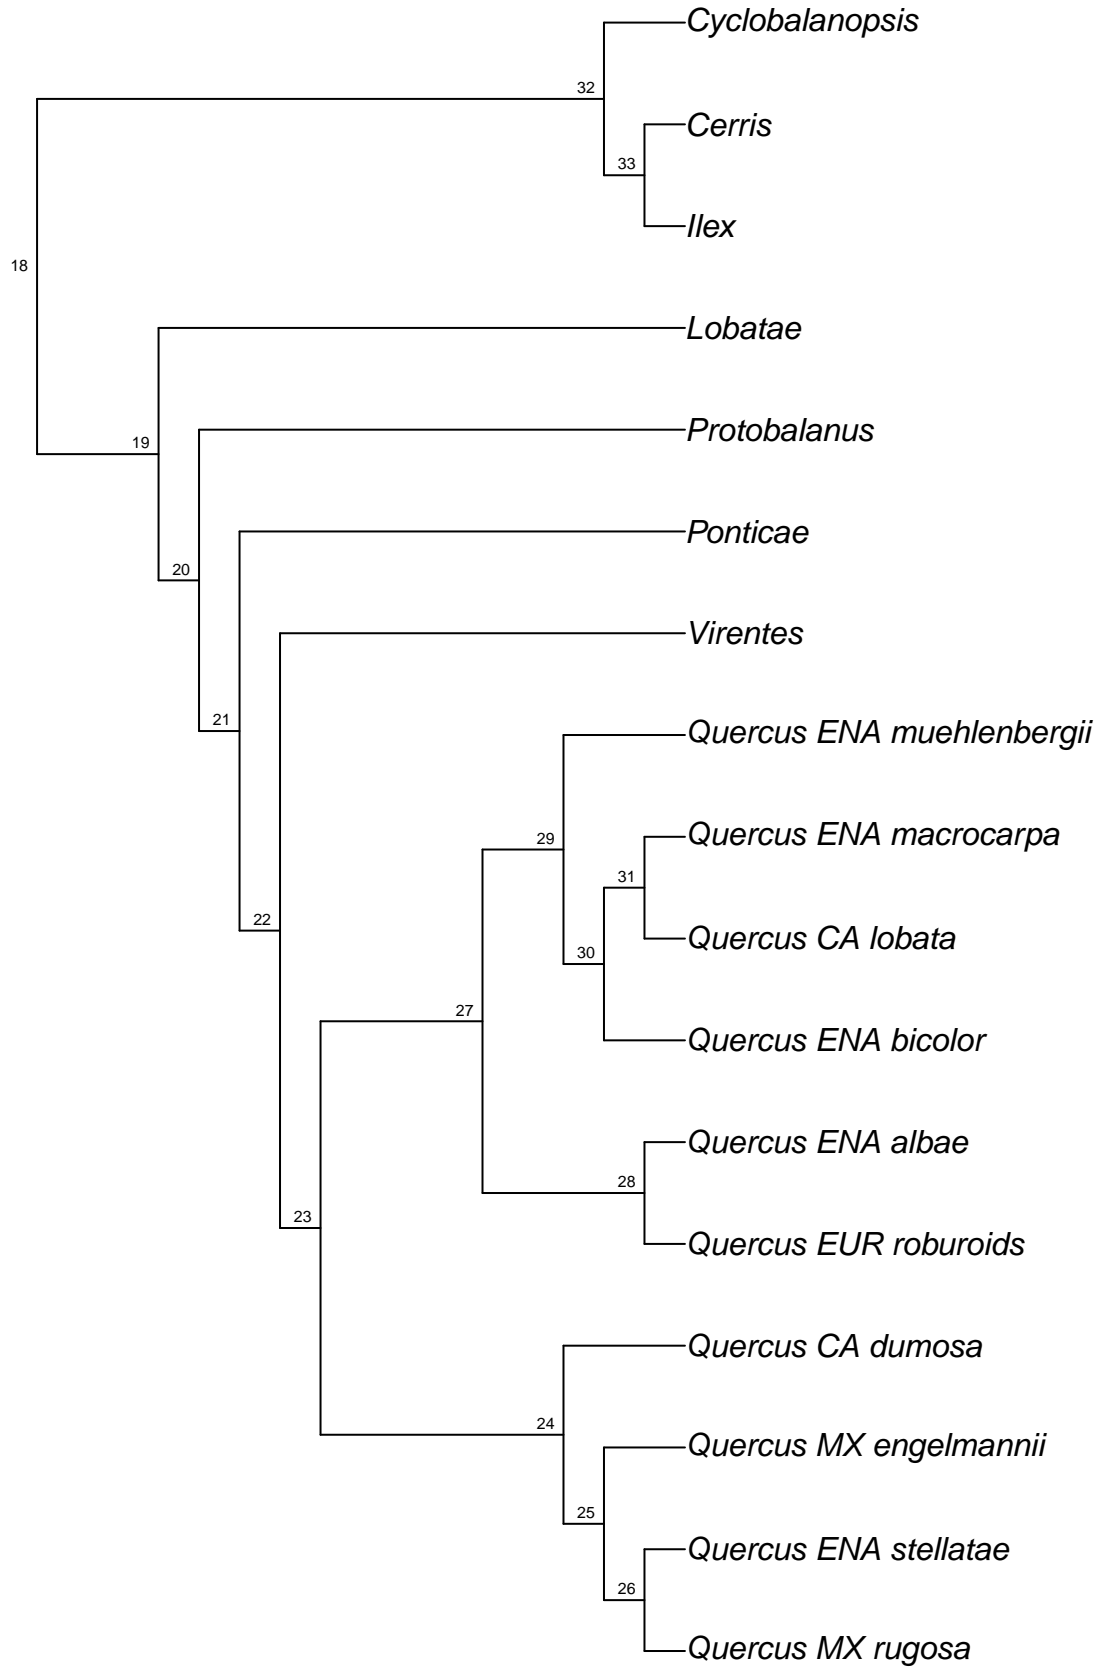 Cyclobalanopsis
32
Cerris
33
Ilex
18
Lobatae
Protobalanus
19
Ponticae
20
Virentes
21
Quercus ENA muehlenbergii
Quercus ENA macrocarpa
29
31
22
Quercus CA lobata
30
27
Quercus ENA bicolor
Quercus ENA albae
28
23
Quercus EUR roburoids
Quercus CA dumosa
24
Quercus MX engelmannii
25
Quercus ENA stellatae
26
Quercus MX rugosa